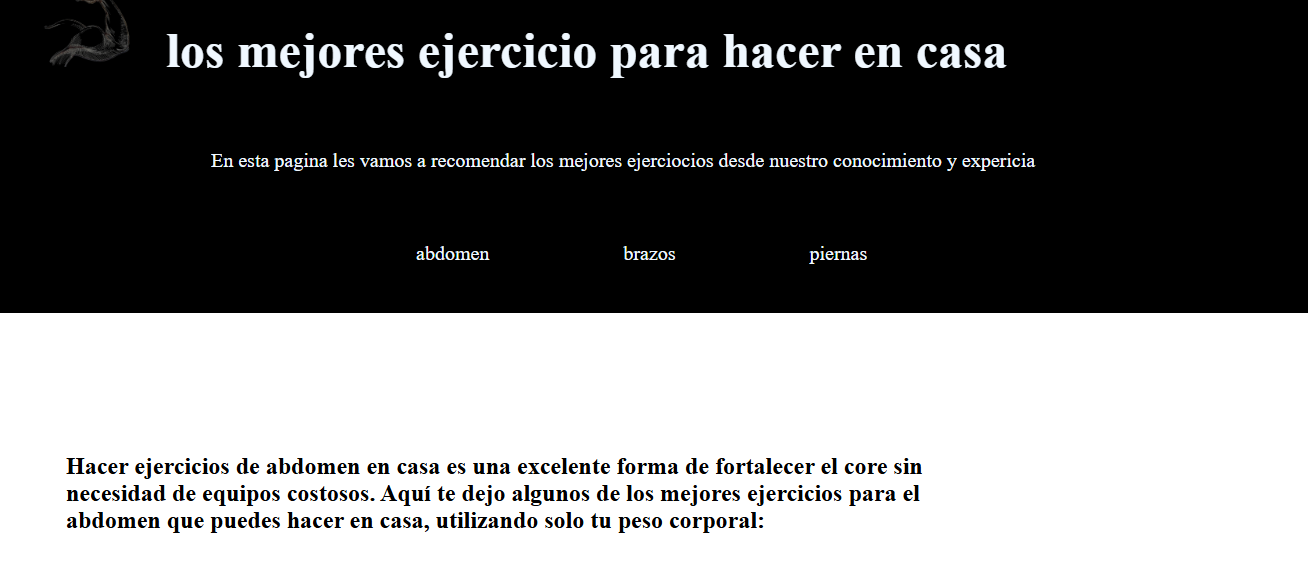 los mejores ejercicio para hacer en casa
En esta pagina les vamos a recomendar los mejores ejerciocios desde nuestro conocimiento y expericia
abdomen brazos piernas
Hacer ejercicios de abdomen en casa es una excelente forma de fortalecer el core sin
necesidad de equipos costosos. Aquí te dejo algunos de los mejores ejercicios para el
abdomen que puedes hacer en casa, utilizando solo tu peso corporal: